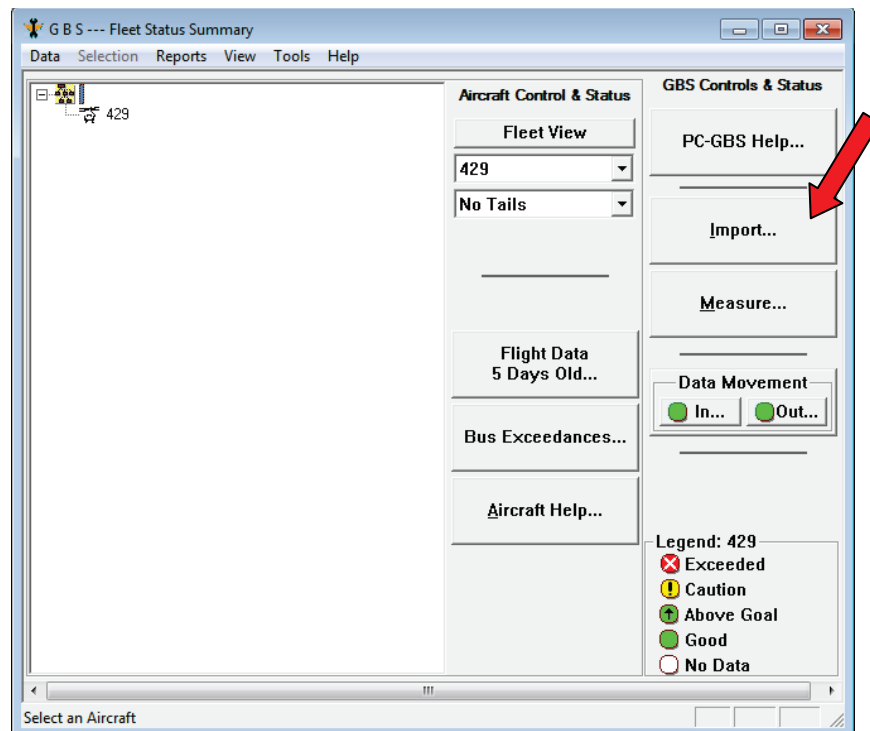 G B S --- Fleet Status Summary
Data Selection Reports View Tools Help
429
Aircraft Control & Status
Fleet View
429
No Tails
Flight Data
5 Days Old...
Bus Exceedances...
Aircraft Help...
GBS Controls & Status
PC-GBS Help...
Import...
Measure...
Data Movement
In... Out...
Legend: 429
Exceeded
Caution
Above Goal
Good
No Data
Select an Aircraft